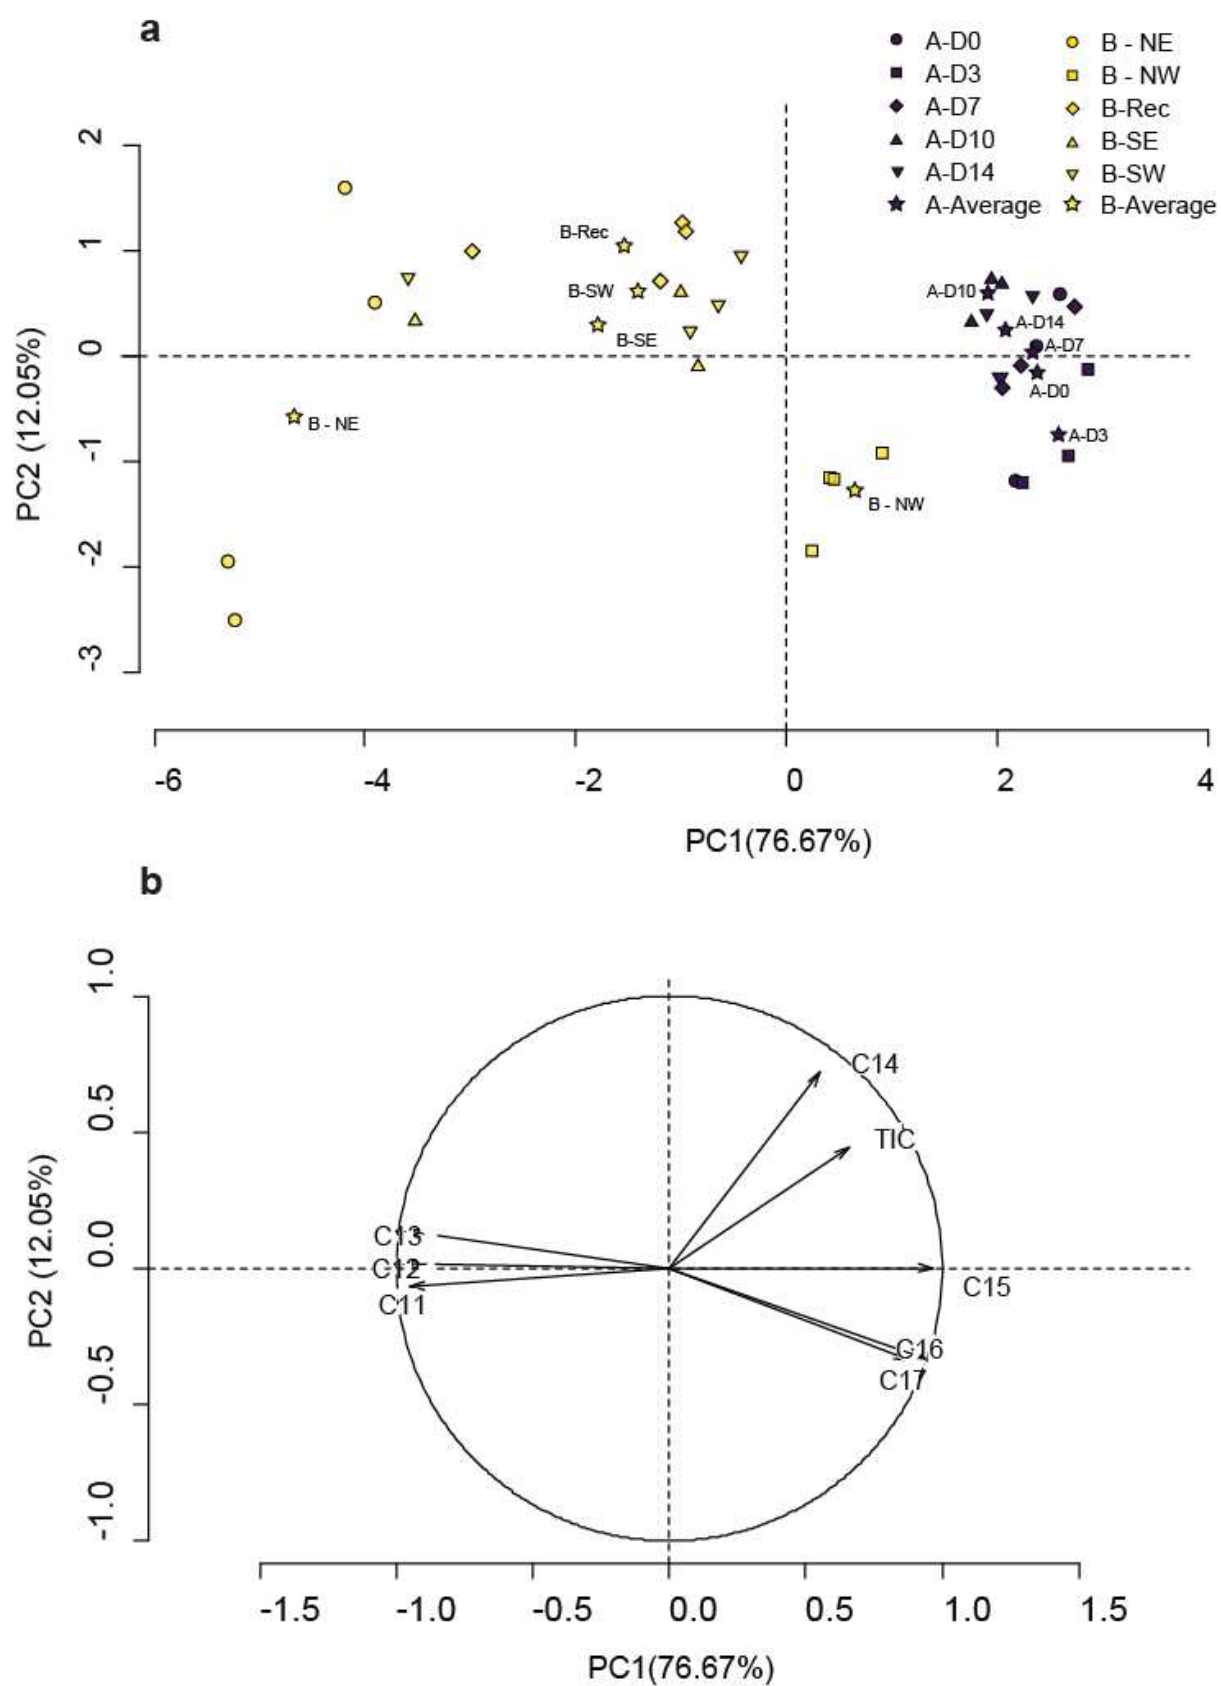 a
A-D0
A-D3
A-D7
A-D10
A-D14
A-Average
B - NE
B - NW
B-Rec
B-SE
B-SW
B-Average
2
1
0
-1
-2
-3
PC2 (12.05%)
B-Rec
B-SW
B-SE
B - NE
B - NW
A-D10
A-D14
A-D7
A-D0
A-D3
-6
-4
-2
0
2
4
PC1(76.67%)
b
1.0
0.5
0.0
-0.5
-1.0
PC2 (12.05%)
C14
TIC
C13
C12
C11
C15
C16
C17
-1.5
-1.0
-0.5
0.0
0.5
1.0
1.5
PC1(76.67%)